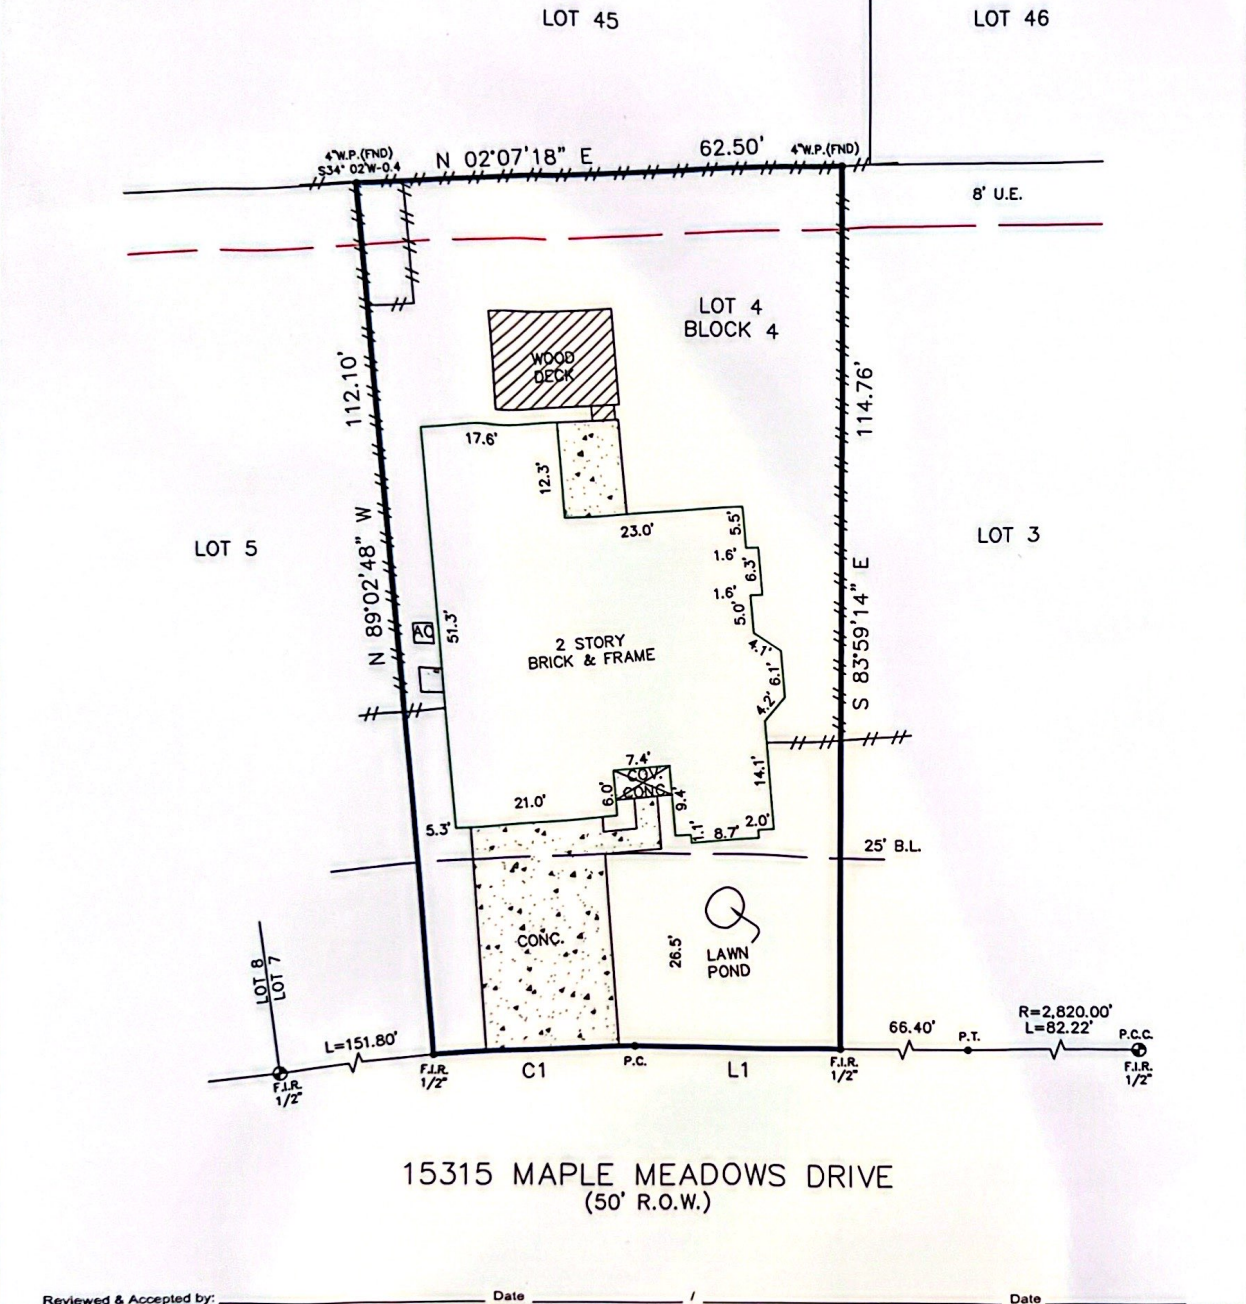 LOT 45
LOT 46
4"W.P.(FND)
S34° 02'W-0.4
N 02°07'18" E
62.50'
4"W.P.(FND)
8' U.E.
LOT 4
BLOCK 4
WOOD
DECK
112.10'
114.76'
17.6'
12.3'
23.0'
5.5'
LOT 5
LOT 3
N 89°02'48" W
S 83°59'14" E
1.6'
6.3'
1.6'
5.0'
AC
51.3'
2 STORY
BRICK & FRAME
4.1'
6.1'
4.2'
7.4'
COV.
CONC.
14.1'
6.0'
9.4'
21.0'
5.3'
1.1'
8.7'
2.0'
25' B.L.
CONC.
26.5'
LAWN
POND
LOT 8
LOT 7
L=151.80'
66.40'
P.T.
R=2,820.00'
L=82.22'
P.C.C.
F.I.R.
1/2"
F.I.R.
1/2"
C1
P.C.
L1
F.I.R.
1/2"
F.I.R.
1/2"
15315 MAPLE MEADOWS DRIVE
(50' R.O.W.)
Reviewed & Accepted by: Date / Date